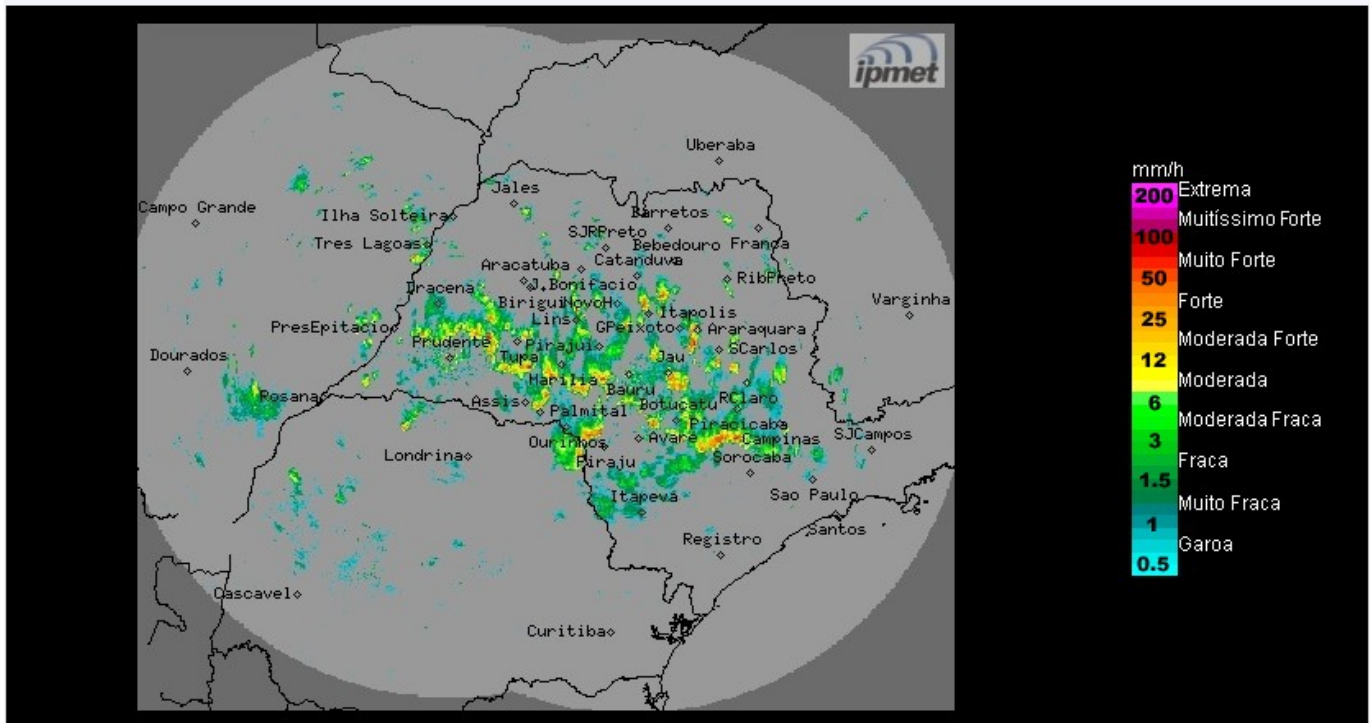 ipmet
Uberaba
Jales
Campo Grande
Ilha Solteira
Barretos
SJRPreto
Tres Lagoas
Bebedouro
Franca
Catanduva
Aracatuba
RibPreto
Dracena
J.Bonifacio
Birigui
NovoH
Varginha
Itapolis
Lins
PresEpitacio
GPeixoto
Araraquara
Prudente
Pirajui
SCarlos
Dourados
Tupa
Jau
Marilia
Bauru
Rosana
Assis
RClaro
Botucatu
Palmital
Piracicaba
SJCampos
Ourinhos
Avare
Campinas
Londrina
Piraju
Sorocaba
Itapeva
Sao Paulo
Santos
Registro
Cascavel
Curitiba
mm/h
200 Extrema
Muitíssimo Forte
100
Muito Forte
50
Forte
25
Moderada Forte
12
Moderada
6
Moderada Fraca
3
Fraca
1.5
Muito Fraca
1
Garoa
0.5